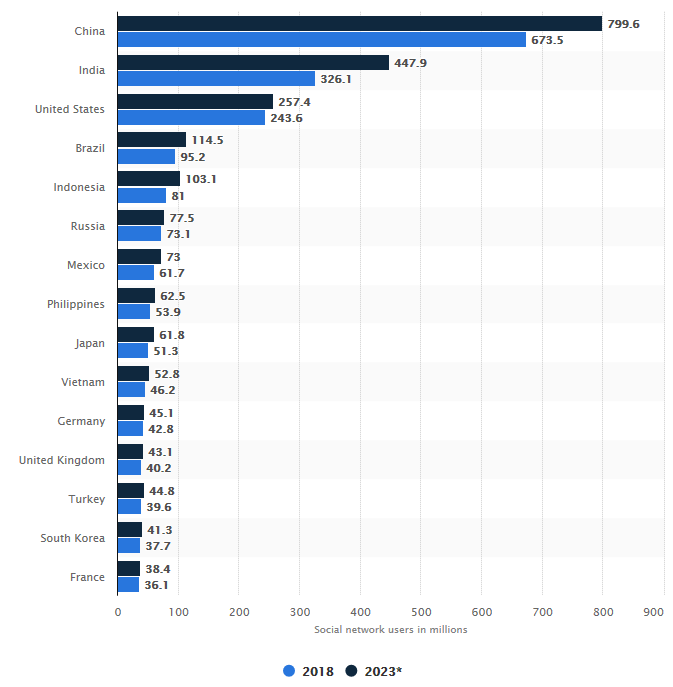 China
799.6
673.5
India
447.9
326.1
United States
257.4
243.6
Brazil
114.5
95.2
Indonesia
103.1
81
Russia
77.5
73.1
Mexico
73
61.7
Philippines
62.5
53.9
Japan
61.8
51.3
Vietnam
52.8
46.2
Germany
45.1
42.8
United Kingdom
43.1
40.2
Turkey
44.8
39.6
South Korea
41.3
37.7
France
38.4
36.1
0 100 200 300 400 500 600 700 800 900
Social network users in millions
2018 2023*